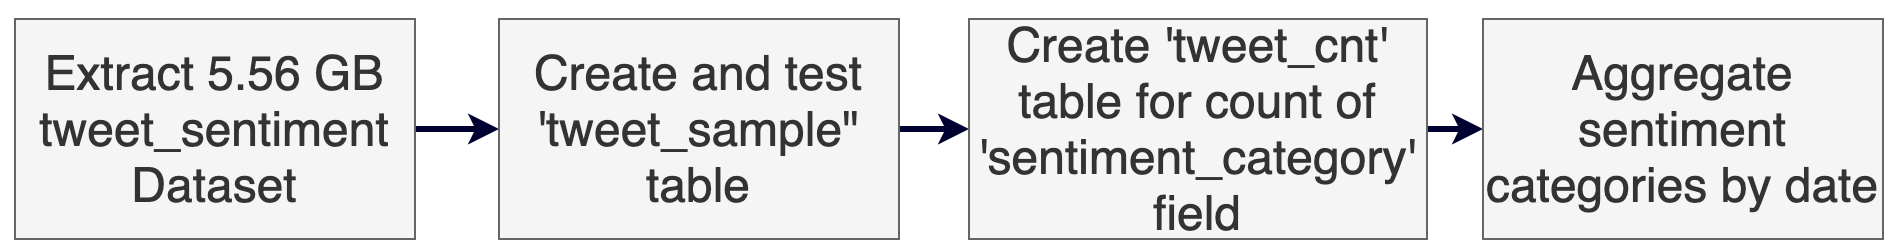 Extract 5.56 GB
tweet_sentiment
Dataset
Create and test
'tweet_sample"
table
Create 'tweet_cnt'
table for count of
'sentiment_category'
field
Aggregate
sentiment
categories by date